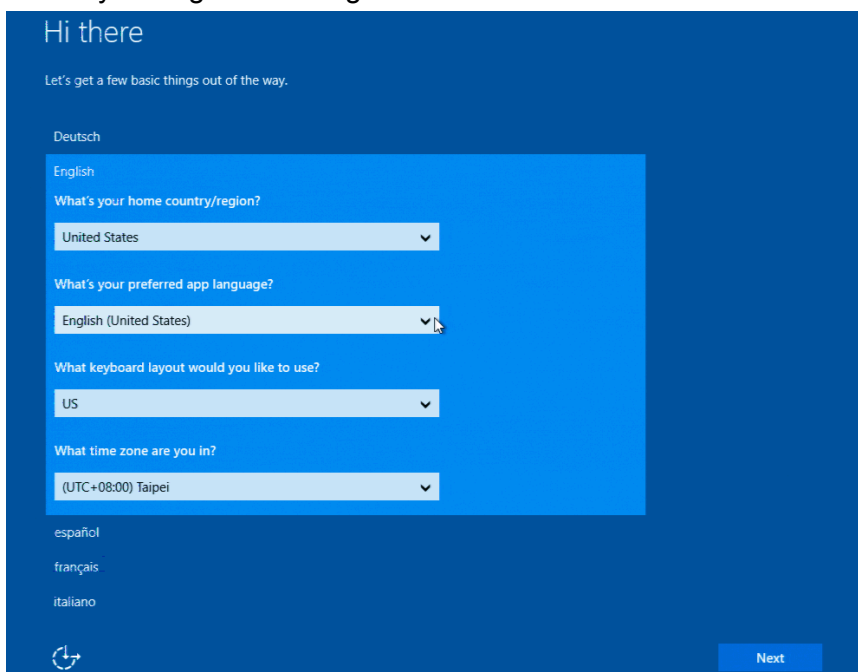 Hi there
Let's get a few basic things out of the way.
Deutsch
English
What's your home country/region?
United States
What's your preferred app language?
English (United States)
What keyboard layout would you like to use?
US
What time zone are you in?
(UTC+08:00) Taipei
español
français
italiano
Next